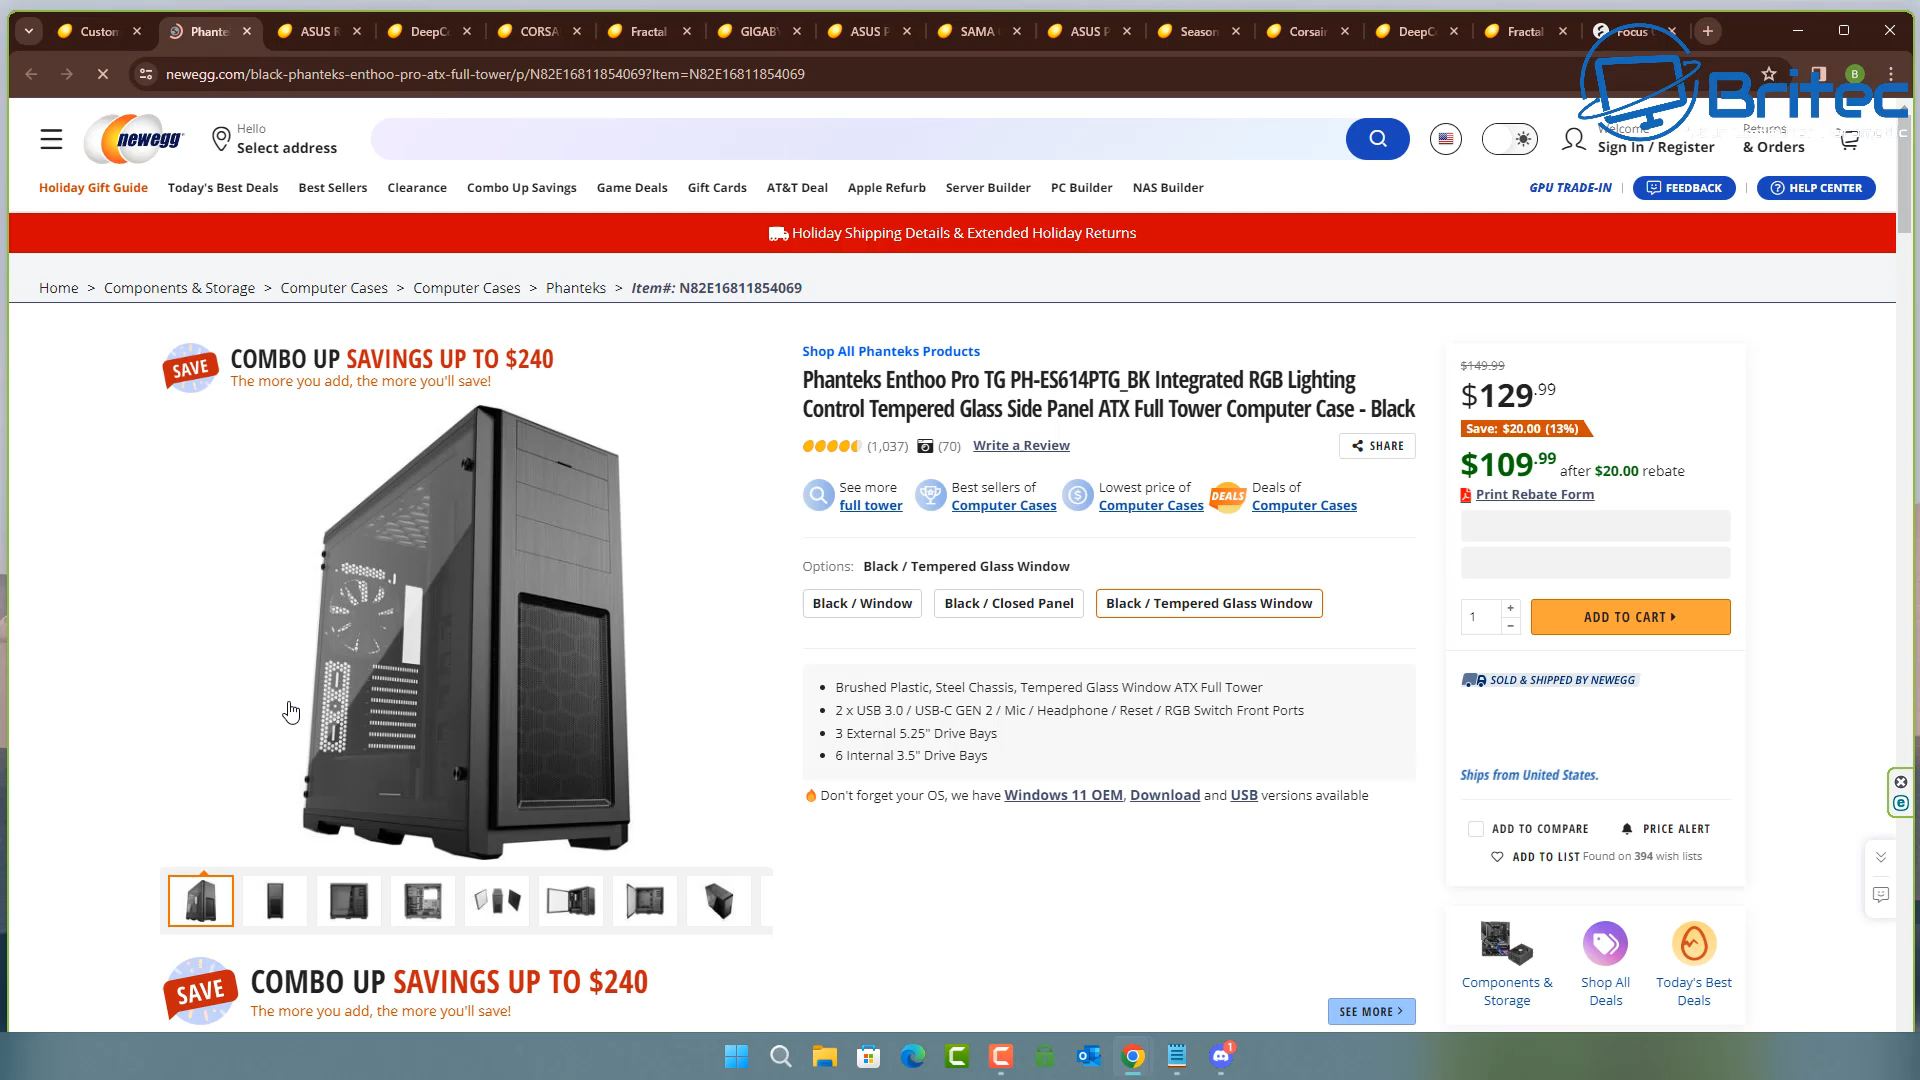 Custom
Phante
ASUS R
DeepC
CORSA
Fractal
GIGAB
ASUS P
SAMA
ASUS P
Season
Corsair
DeepC
Fractal
Focus
newegg.com/black-phanteks-enthoo-pro-atx-full-tower/p/N82E16811854069?Item=N82E16811854069
B
Britec
newegg
Hello
Select address
Welcome
Sign In / Register
Returns
& Orders
Holiday Gift Guide
Today's Best Deals
Best Sellers
Clearance
Combo Up Savings
Game Deals
Gift Cards
AT&T Deal
Apple Refurb
Server Builder
PC Builder
NAS Builder
GPU TRADE-IN
FEEDBACK
HELP CENTER
Holiday Shipping Details & Extended Holiday Returns
Home > Components & Storage > Computer Cases > Computer Cases > Phanteks > Item#: N82E16811854069
SAVE
COMBO UP SAVINGS UP TO $240
The more you add, the more you'll save!
Shop All Phanteks Products
Phanteks Enthoo Pro TG PH-ES614PTG_BK Integrated RGB Lighting
Control Tempered Glass Side Panel ATX Full Tower Computer Case - Black
(1,037) (70) Write a Review
SHARE
See more
full tower
Best sellers of
Computer Cases
Lowest price of
Computer Cases
DEALS
Deals of
Computer Cases
Options: Black / Tempered Glass Window
Black / Window
Black / Closed Panel
Black / Tempered Glass Window
• Brushed Plastic, Steel Chassis, Tempered Glass Window ATX Full Tower
• 2 x USB 3.0 / USB-C GEN 2 / Mic / Headphone / Reset / RGB Switch Front Ports
• 3 External 5.25" Drive Bays
• 6 Internal 3.5" Drive Bays
Don't forget your OS, we have Windows 11 OEM, Download and USB versions available
$149.99
$129.99
Save: $20.00 (13%)
$109.99 after $20.00 rebate
Print Rebate Form
1
+
−
ADD TO CART
SOLD & SHIPPED BY NEWEGG
Ships from United States.
ADD TO COMPARE
PRICE ALERT
ADD TO LIST Found on 394 wish lists
Components &
Storage
Shop All
Deals
Today's Best
Deals
SAVE
COMBO UP SAVINGS UP TO $240
The more you add, the more you'll save!
SEE MORE
1